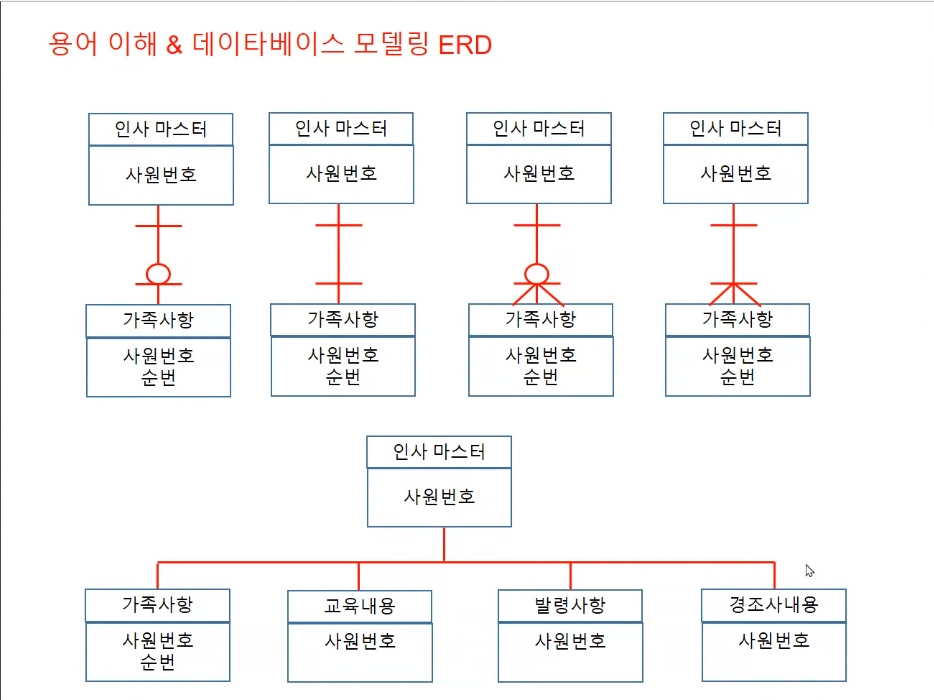 용어 이해 & 데이타베이스 모델링 ERD
인사 마스터
사원번호
인사 마스터
사원번호
인사 마스터
사원번호
인사 마스터
사원번호
가족사항
사원번호
순번
가족사항
사원번호
순번
가족사항
사원번호
순번
가족사항
사원번호
순번
인사 마스터
사원번호
가족사항
사원번호
순번
교육내용
사원번호
발령사항
사원번호
경조사내용
사원번호